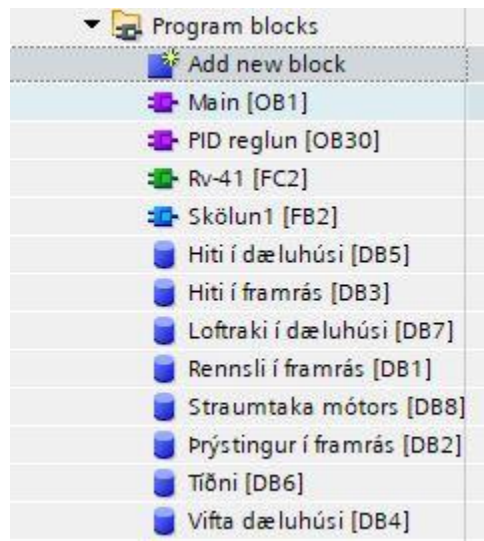 Program blocks
Add new block
Main [OB1]
PID reglun [OB30]
Rv-41 [FC2]
Skölun1 [FB2]
Hiti í dæluhúsi [DB5]
Hiti í framrás [DB3]
Loftraki í dæluhúsi [DB7]
Rennsli í framrás [DB1]
Straumtaka mótors [DB8]
Þrýstingur í framrás [DB2]
Tíðni [DB6]
Vifta dæluhúsi [DB4]